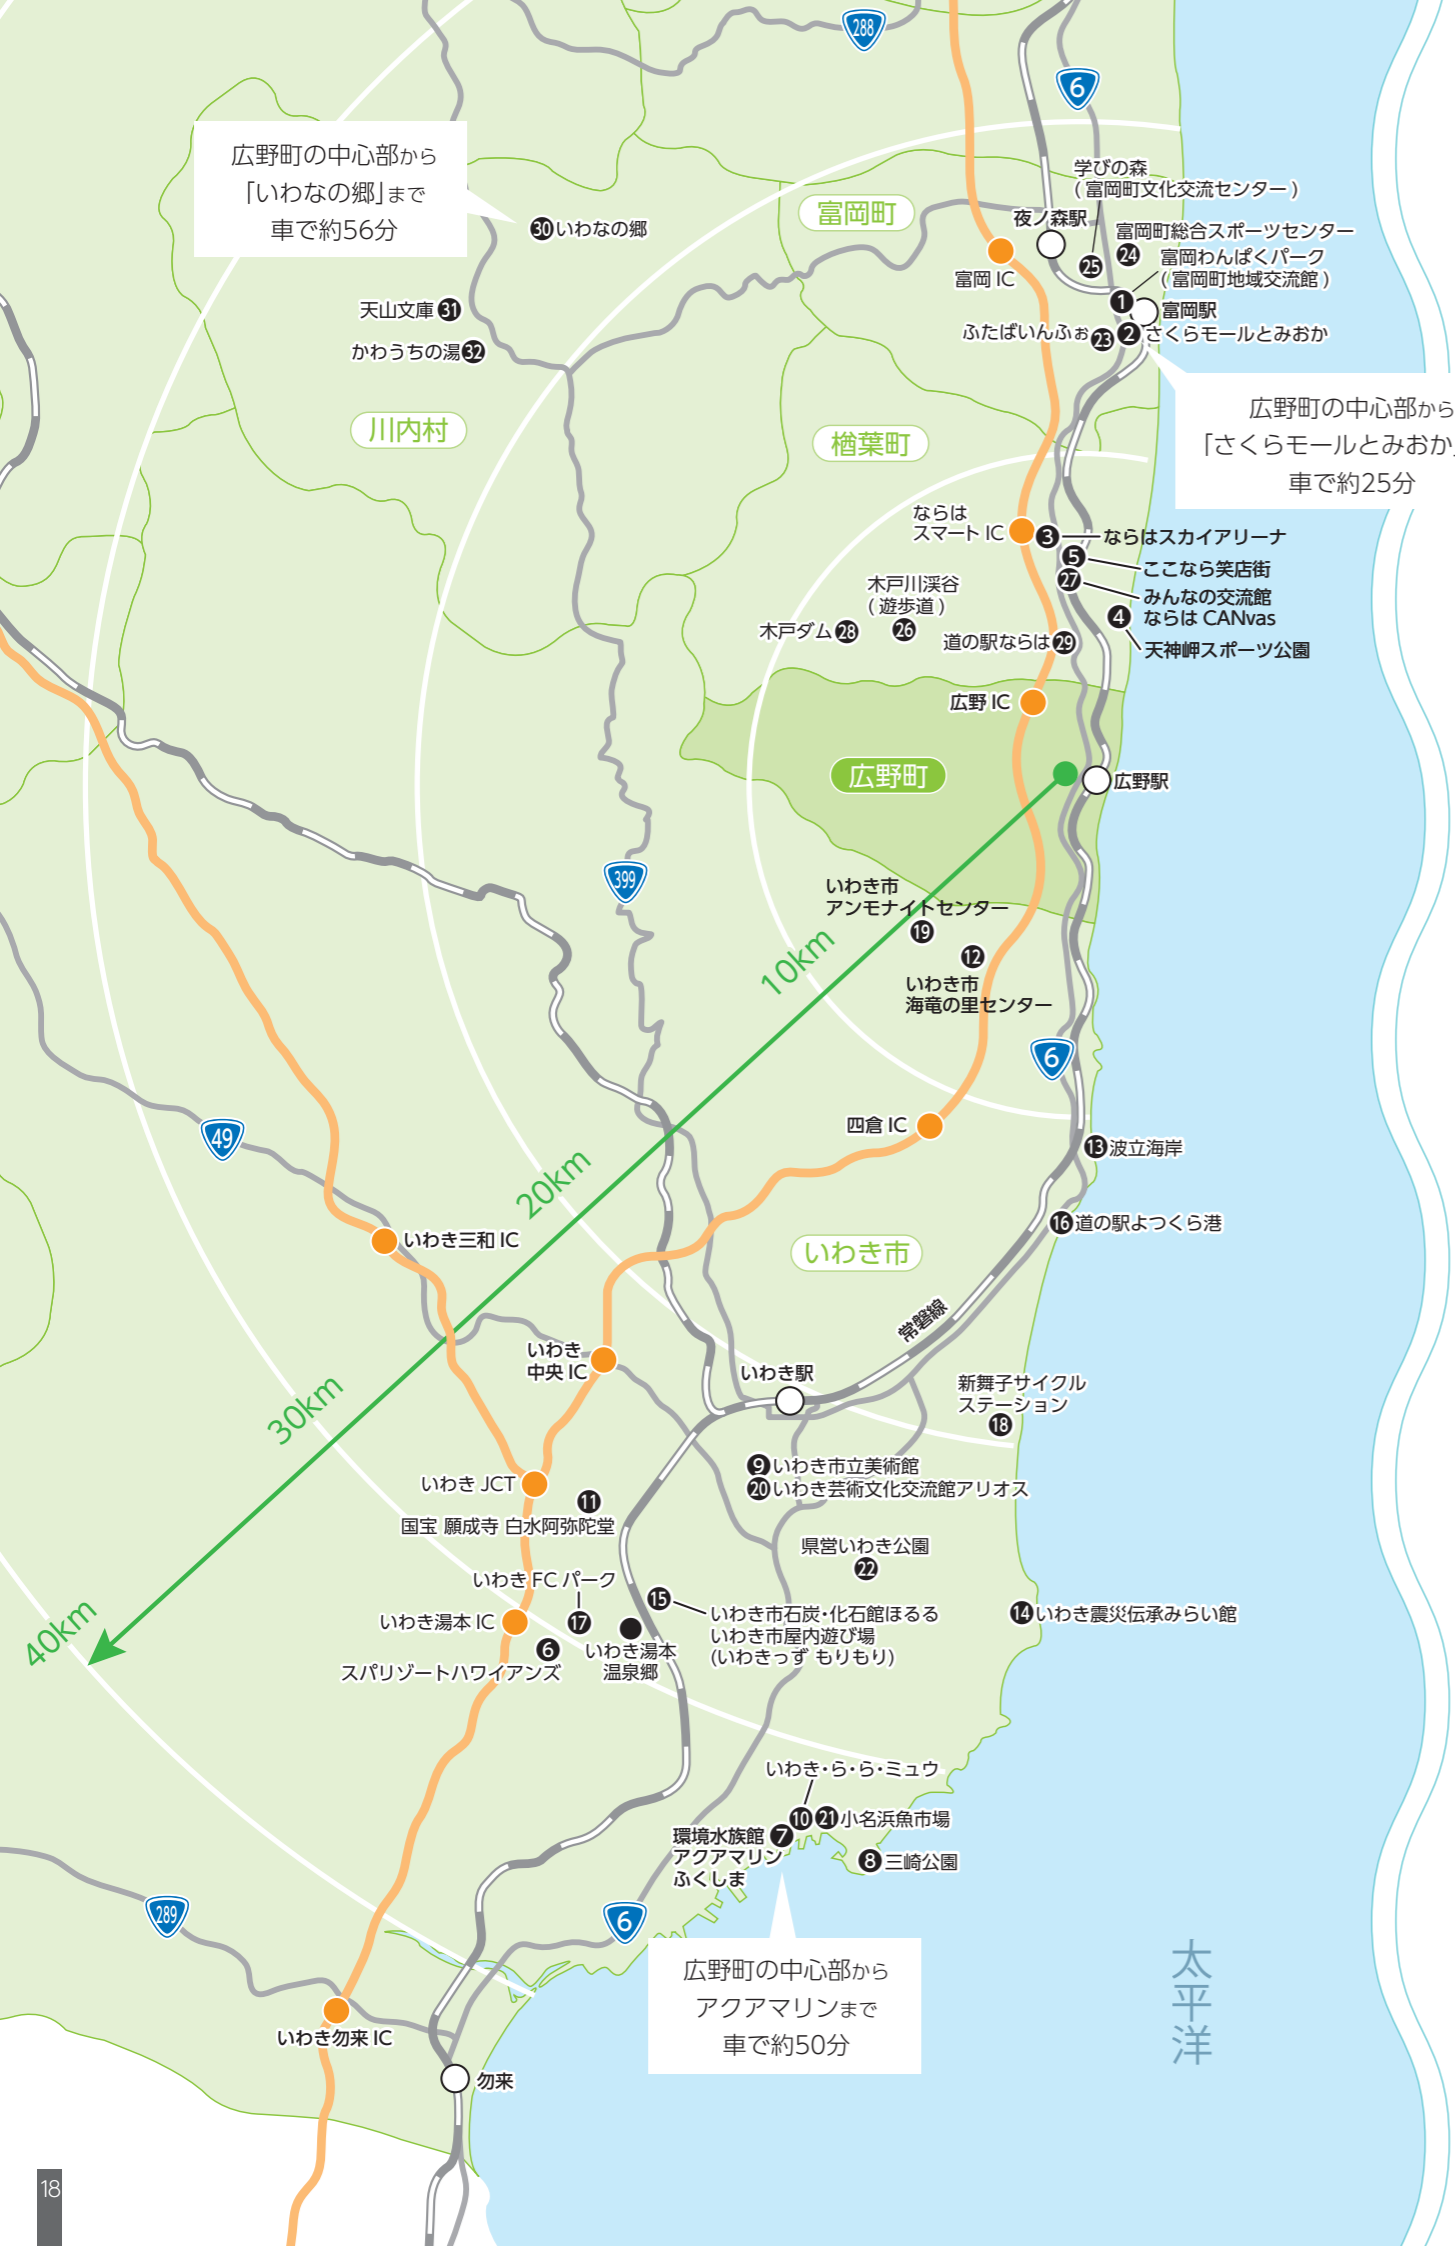 288
6
広野町の中心部から
「いわなの郷」まで
車で約56分
学びの森
(富岡町文化交流センター)
富岡町
夜ノ森駅
30 いわなの郷
富岡町総合スポーツセンター
24
25
富岡わんぱくパーク
(富岡町地域交流館)
富岡 IC
1
天山文庫 31
富岡駅
ふたばいんふぉ 23
2 さくらモールとみおか
かわうちの湯 32
広野町の中心部から
「さくらモールとみおか」
車で約25分
川内村
楢葉町
ならは
スマート IC
3 ならはスカイアリーナ
5 ここなら笑店街
27 みんなの交流館
ならは CANvas
木戸川渓谷
(遊歩道)
26
木戸ダム 28
4
天神岬スポーツ公園
道の駅ならは 29
広野 IC
広野町
広野駅
399
いわき市
アンモナイトセンター
19
10km
12
いわき市
海竜の里センター
6
49
四倉 IC
13 波立海岸
20km
16 道の駅よつくら港
いわき三和 IC
いわき市
常磐線
いわき
中央 IC
いわき駅
30km
新舞子サイクル
ステーション
18
9 いわき市立美術館
20 いわき芸術文化交流館アリオス
いわき JCT
11
国宝 願成寺 白水阿弥陀堂
県営いわき公園
22
いわき FC パーク
17
15
いわき市石炭・化石館ほるる
いわき市屋内遊び場
(いわきっず もりもり)
14 いわき震災伝承みらい館
いわき湯本 IC
40km
6
スパリゾートハワイアンズ
いわき湯本
温泉郷
いわき・ら・ら・ミュウ
10
21 小名浜魚市場
環境水族館 7
アクアマリン
ふくしま
8 三崎公園
289
6
広野町の中心部から
アクアマリンまで
車で約50分
太平洋
いわき勿来 IC
勿来
18